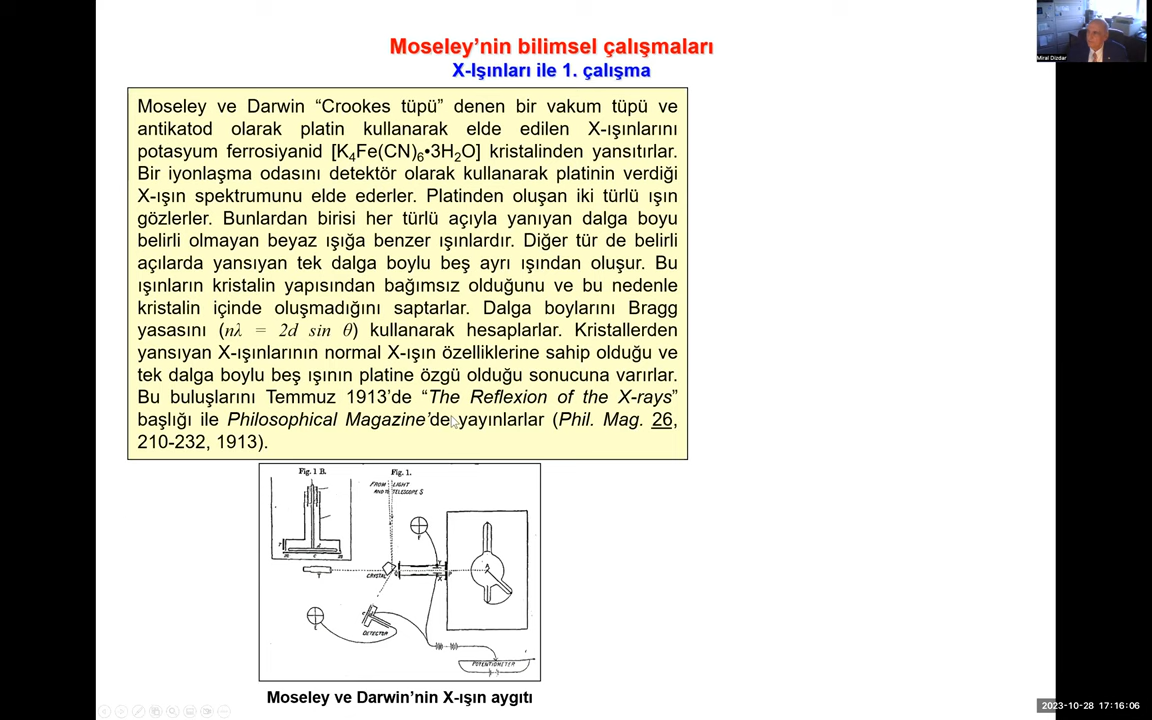 Moseley’nin bilimsel çalışmaları
X-Işınları ile 1. çalışma
Moseley ve Darwin “Crookes tüpü” denen bir vakum tüpü ve
antikatod olarak platin kullanarak elde edilen X-ışınlarını
potasyum ferrosiyanid [K4Fe(CN)6•3H2O] kristalinden yansıtırlar.
Bir iyonlaşma odasını detektör olarak kullanarak platinin verdiği
X-ışın spektrumunu elde ederler. Platinden oluşan iki türlü ışın
gözlerler. Bunlardan birisi her türlü açıyla yanıyan dalga boyu
belirli olmayan beyaz ışığa benzer ışınlardır. Diğer tür de belirli
açılarda yansıyan tek dalga boylu beş ayrı ışından oluşur. Bu
ışınların kristalin yapısından bağımsız olduğunu ve bu nedenle
kristalin içinde oluşmadığını saptarlar. Dalga boylarını Bragg
yasasını (nλ = 2d sin θ) kullanarak hesaplarlar. Kristallerden
yansıyan X-ışınlarının normal X-ışın özelliklerine sahip olduğu ve
tek dalga boylu beş ışının platine özgü olduğu sonucuna varırlar.
Bu buluşlarını Temmuz 1913’de “The Reflexion of the X-rays”
başlığı ile Philosophical Magazine’de yayınlarlar (Phil. Mag. 26,
210-232, 1913).
Fig. 1 B.
Fig. 1.
FROM LIGHT
AND TO TELESCOPE S
CRYSTAL
DETECTOR
POTENTIOMETER
Moseley ve Darwin’nin X-ışın aygıtı
Miral Dizdar
2023-10-28 17:16:06